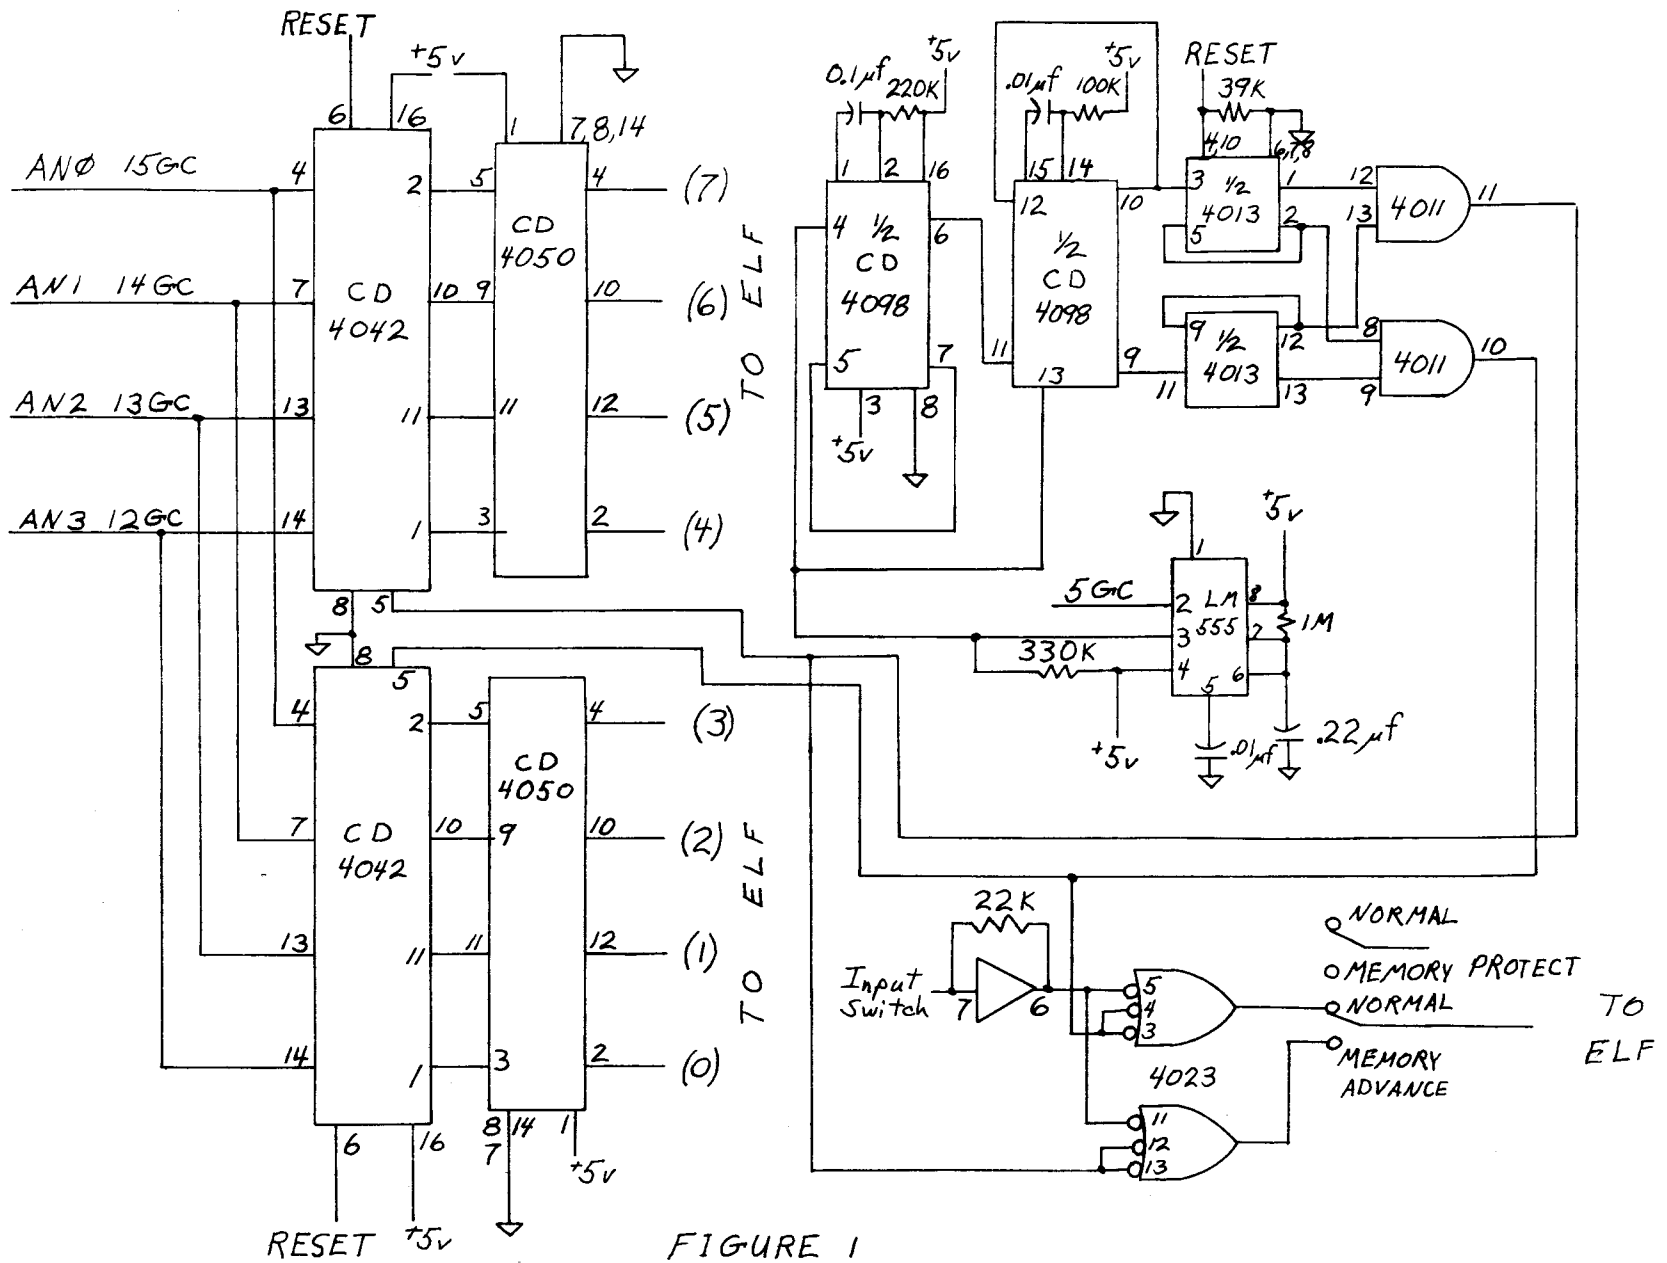 RESET
+5v
6
16
1
7,8,14
ANØ 15GC
4
2
5
4
(7)
CD
4050
AN1 14GC
7
CD
4042
10
9
10
(6)
AN2 13GC
13
11
11
12
(5)
AN3 12GC
14
1
3
2
(4)
TO ELF
8
5
8
5
4
2
5
4
(3)
CD
4050
7
CD
4042
10
9
10
(2)
13
11
11
12
(1)
14
1
3
2
(0)
TO ELF
6
16
8
14
7
1
+5v
RESET
+5v
0.1µf
220K
+5v
1
2
16
4
½
CD
4098
6
5
7
3
8
+5v
.01µf
100K
+5v
15
14
12
10
½
CD
4098
11
9
13
RESET
39K
4,10
6,7,8
3
½
4013
1
5
2
12
13
4011
11
9
½
4013
12
11
13
8
9
4011
10
+5v
1
5GC
2
LM
555
8
1M
3
7
330K
4
5
6
+5v
.01µf
.22µf
22K
Input
Switch
7
6
5
4
3
4023
11
12
13
NORMAL
MEMORY PROTECT
NORMAL
MEMORY
ADVANCE
TO
ELF
FIGURE 1